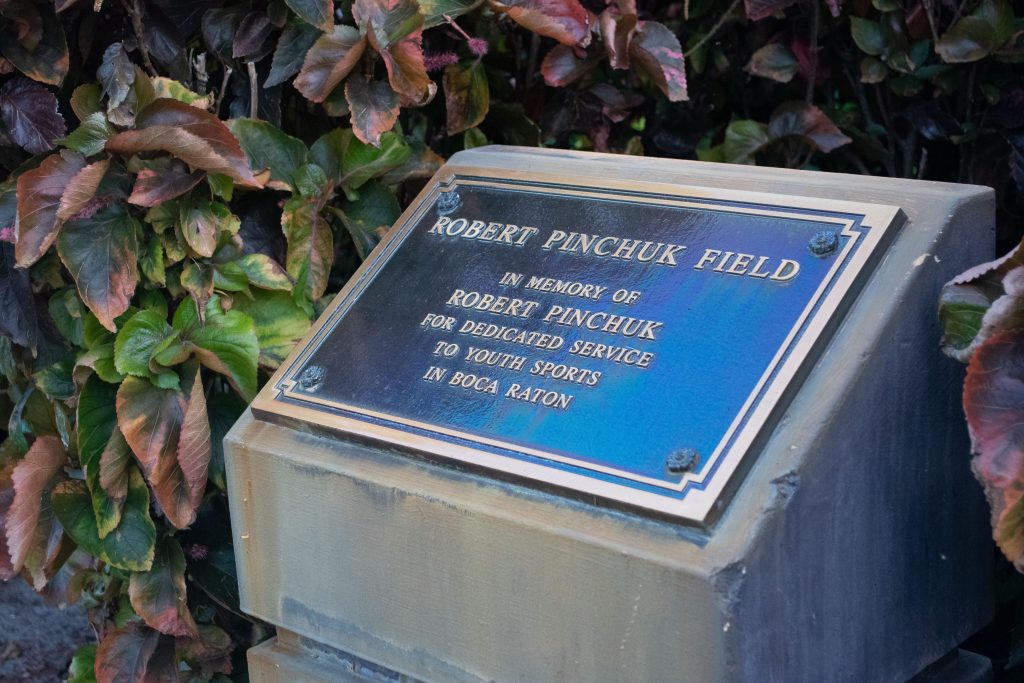 ROBERT PINCHUK FIELD
IN MEMORY OF
ROBERT PINCHUK
FOR DEDICATED SERVICE
TO YOUTH SPORTS
IN BOCA RATON